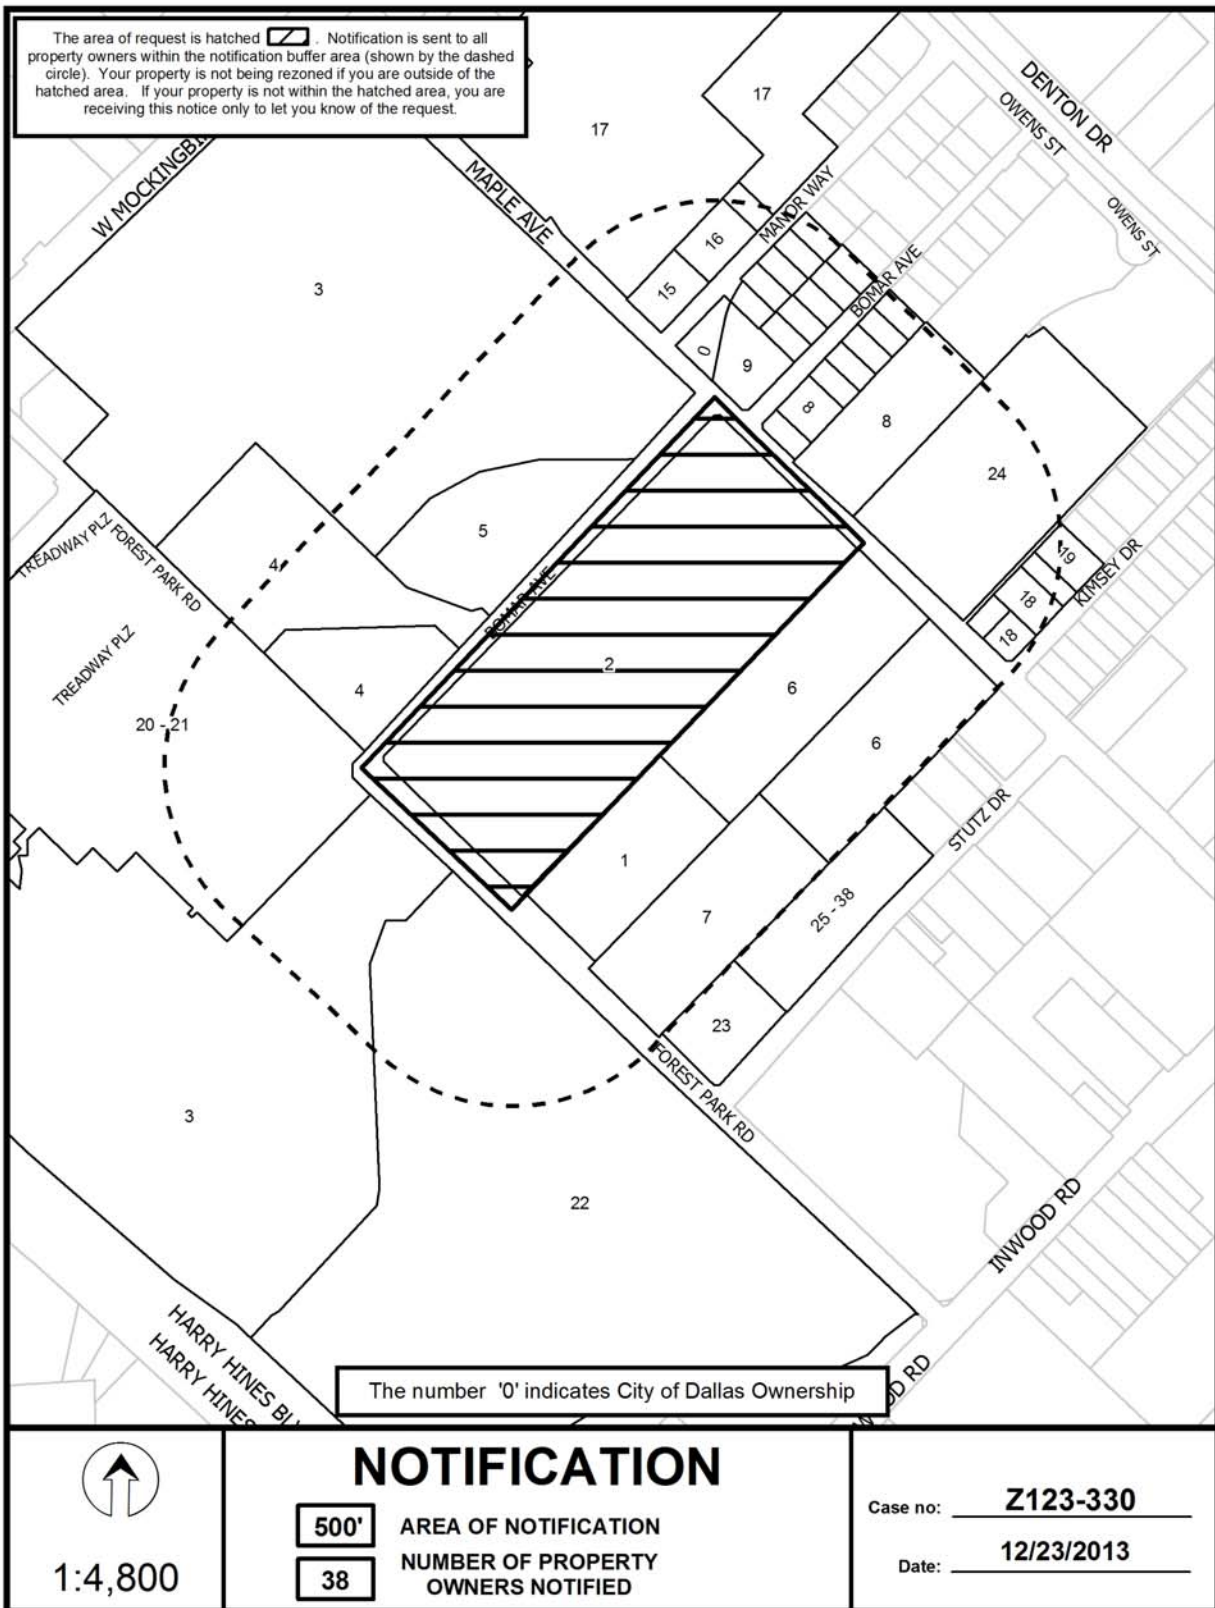 The area of request is hatched . Notification is sent to all
property owners within the notification buffer area (shown by the dashed
circle). Your property is not being rezoned if you are outside of the
hatched area. If your property is not within the hatched area, you are
receiving this notice only to let you know of the request.
DENTON DR
OWENS ST
OWENS ST
17
17
W MOCKINGBI
MAPLE AVE
MANOR WAY
16
15
BOMAR AVE
3
0
9
8
8
24
5
TREADWAY PLZ
FOREST PARK RD
4
19
KIMSEY DR
18
18
BOMAR AVE
TREADWAY PLZ
2
4
6
20 - 21
6
STUTZ DR
1
7
25 - 38
23
FOREST PARK RD
3
22
INWOOD RD
HARRY HINES BL
HARRY HINES
The number '0' indicates City of Dallas Ownership
WOOD RD
1:4,800
NOTIFICATION
500' AREA OF NOTIFICATION
38 NUMBER OF PROPERTY
OWNERS NOTIFIED
Case no: Z123-330
Date: 12/23/2013